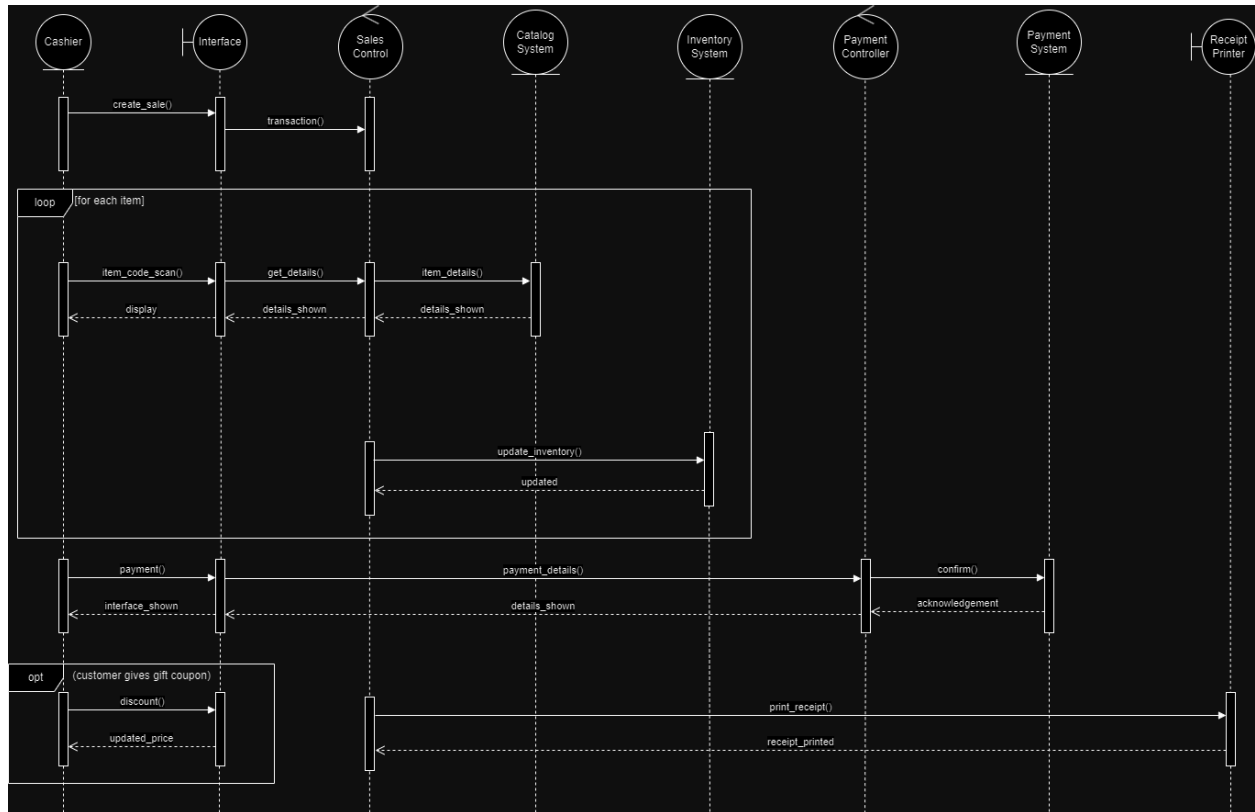 Cashier
Interface
Sales
Control
Catalog
System
Inventory
System
Payment
Controller
Payment
System
Receipt
Printer
create_sale()
transaction()
loop
[for each item]
item_code_scan()
get_details()
item_details()
display
details_shown
details_shown
update_inventory()
updated
payment()
payment_details()
confirm()
interface_shown
details_shown
acknowledgement
opt
(customer gives gift coupon)
discount()
print_receipt()
updated_price
receipt_printed